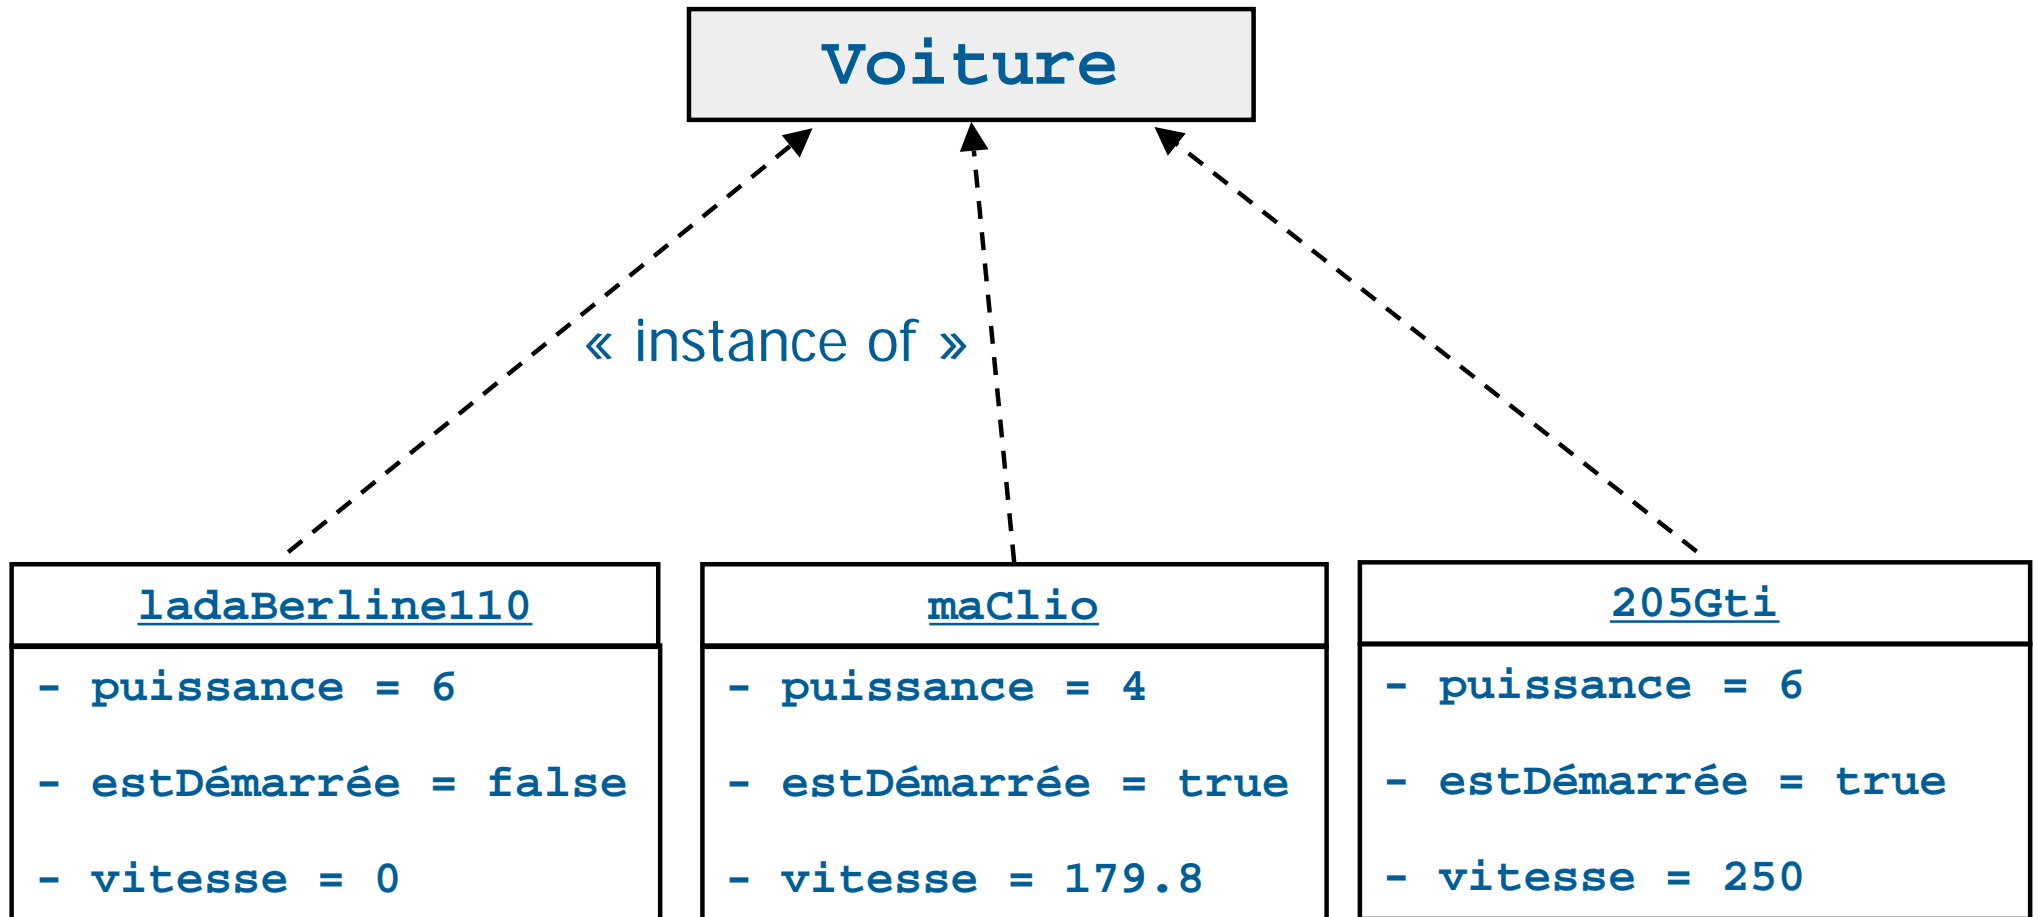 Voiture
« instance of »
ladaBerline110
- puissance = 6
- estDémarrée = false
- vitesse = 0
maClio
- puissance = 4
- estDémarrée = true
- vitesse = 179.8
205Gti
- puissance = 6
- estDémarrée = true
- vitesse = 250